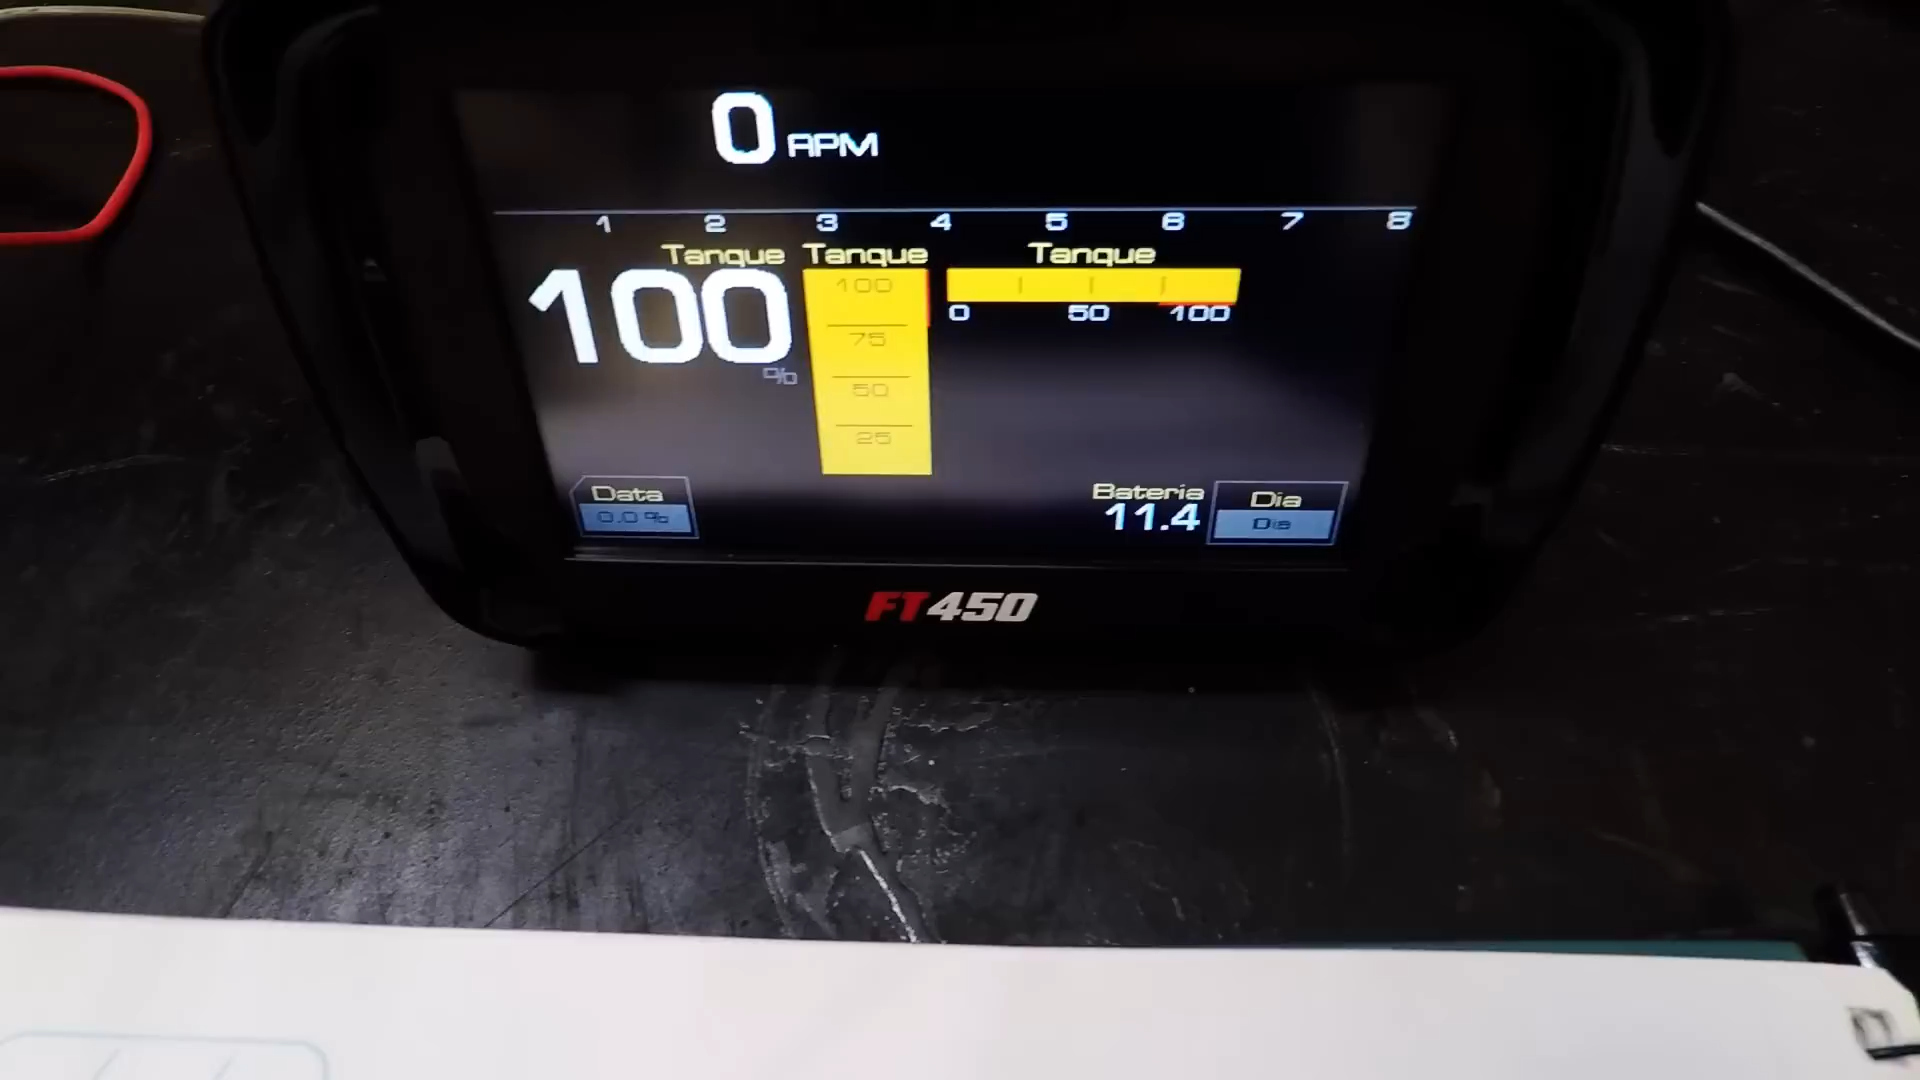 0 RPM
1 2 3 4 5 6 7 8
Tanque Tanque Tanque
100
%
100
75
50
25
0 50 100
Data
0.0 %
Bateria
11.4
Dia
Dia
FT450